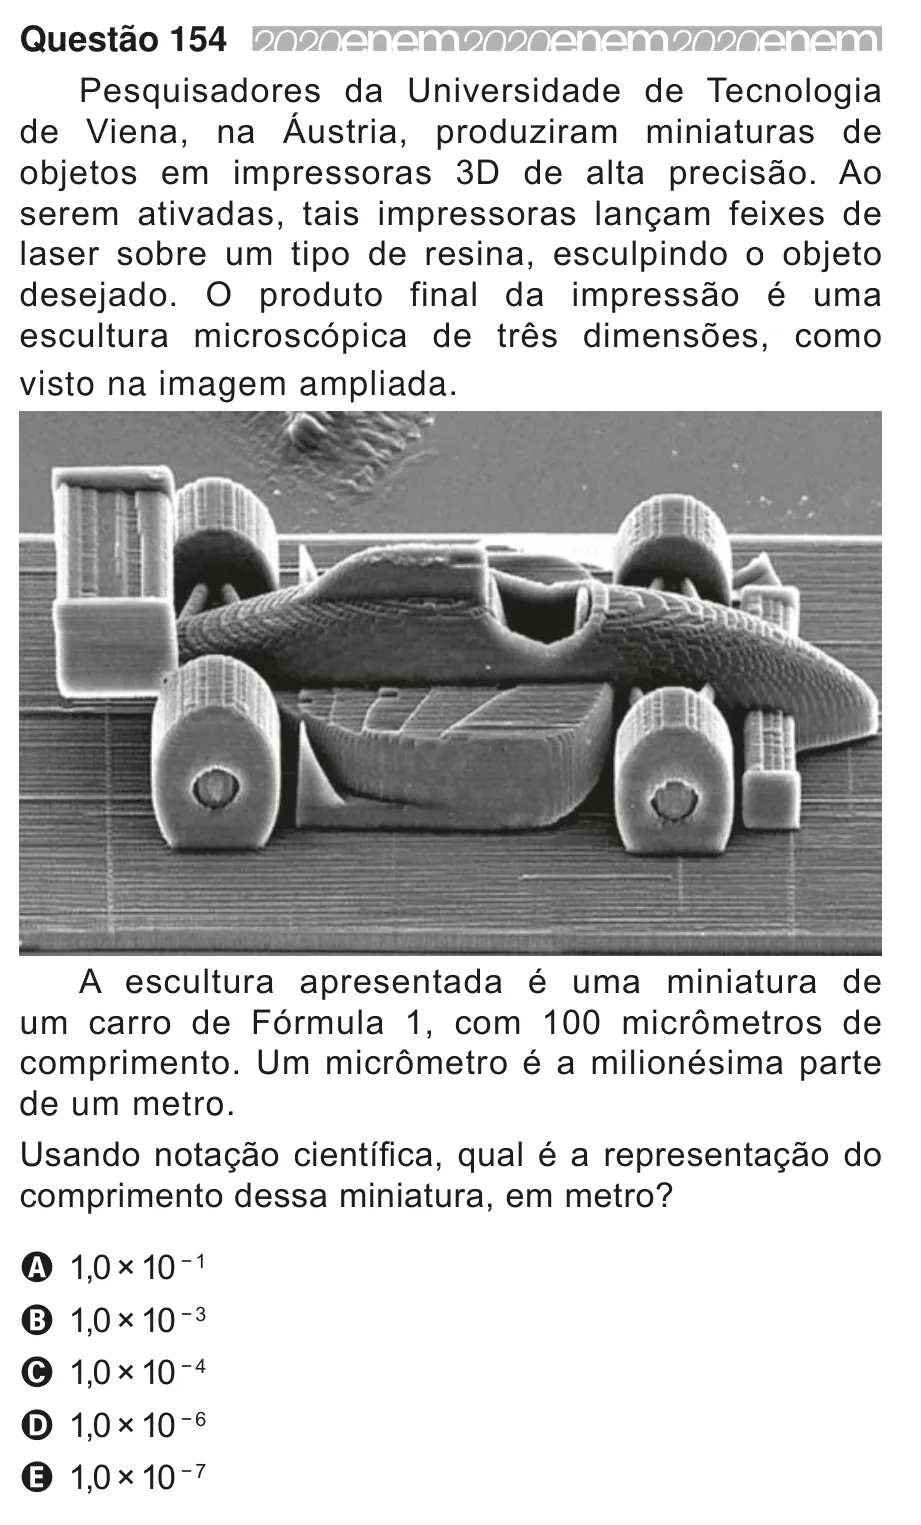 Questão 154 2020enem2020enem2020enem
Pesquisadores da Universidade de Tecnologia
de Viena, na Áustria, produziram miniaturas de
objetos em impressoras 3D de alta precisão. Ao
serem ativadas, tais impressoras lançam feixes de
laser sobre um tipo de resina, esculpindo o objeto
desejado. O produto final da impressão é uma
escultura microscópica de três dimensões, como
visto na imagem ampliada.
A escultura apresentada é uma miniatura de
um carro de Fórmula 1, com 100 micrômetros de
comprimento. Um micrômetro é a milionésima parte
de um metro.
Usando notação científica, qual é a representação do
comprimento dessa miniatura, em metro?
A 1,0 × 10⁻¹
B 1,0 × 10⁻³
C 1,0 × 10⁻⁴
D 1,0 × 10⁻⁶
E 1,0 × 10⁻⁷